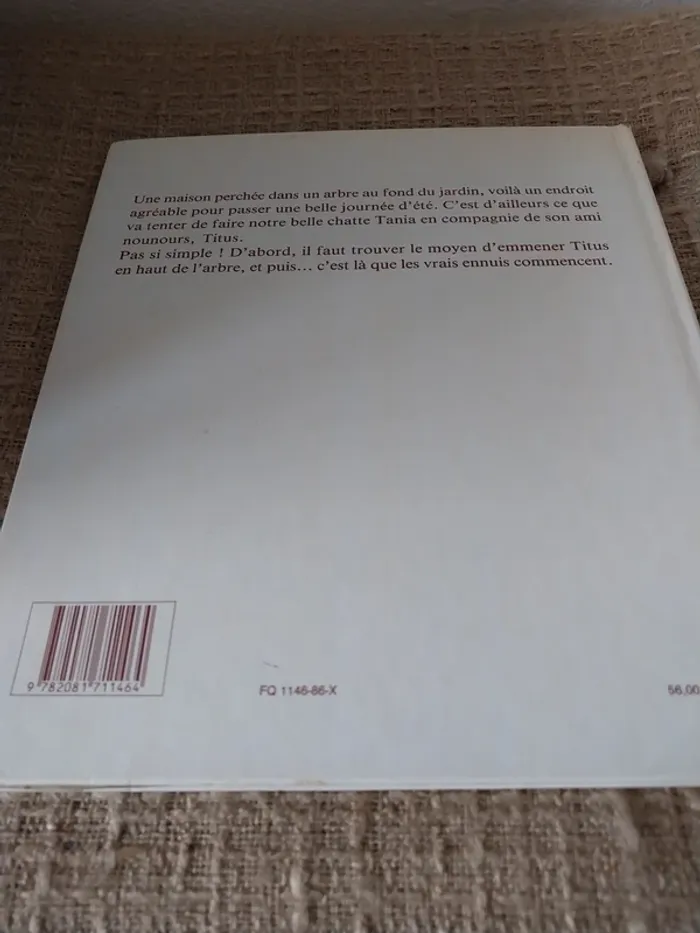 Une maison perchée dans un arbre au fond du jardin, voilà un endroit
agréable pour passer une belle journée d'été. C'est d'ailleurs ce que
va tenter de faire notre belle chatte Tania en compagnie de son ami
nounours, Titus.
Pas si simple ! D'abord, il faut trouver le moyen d'emmener Titus
en haut de l'arbre, et puis... c'est là que les vrais ennuis commencent.
9 782081 711464
FQ 1146-86-X
56,00